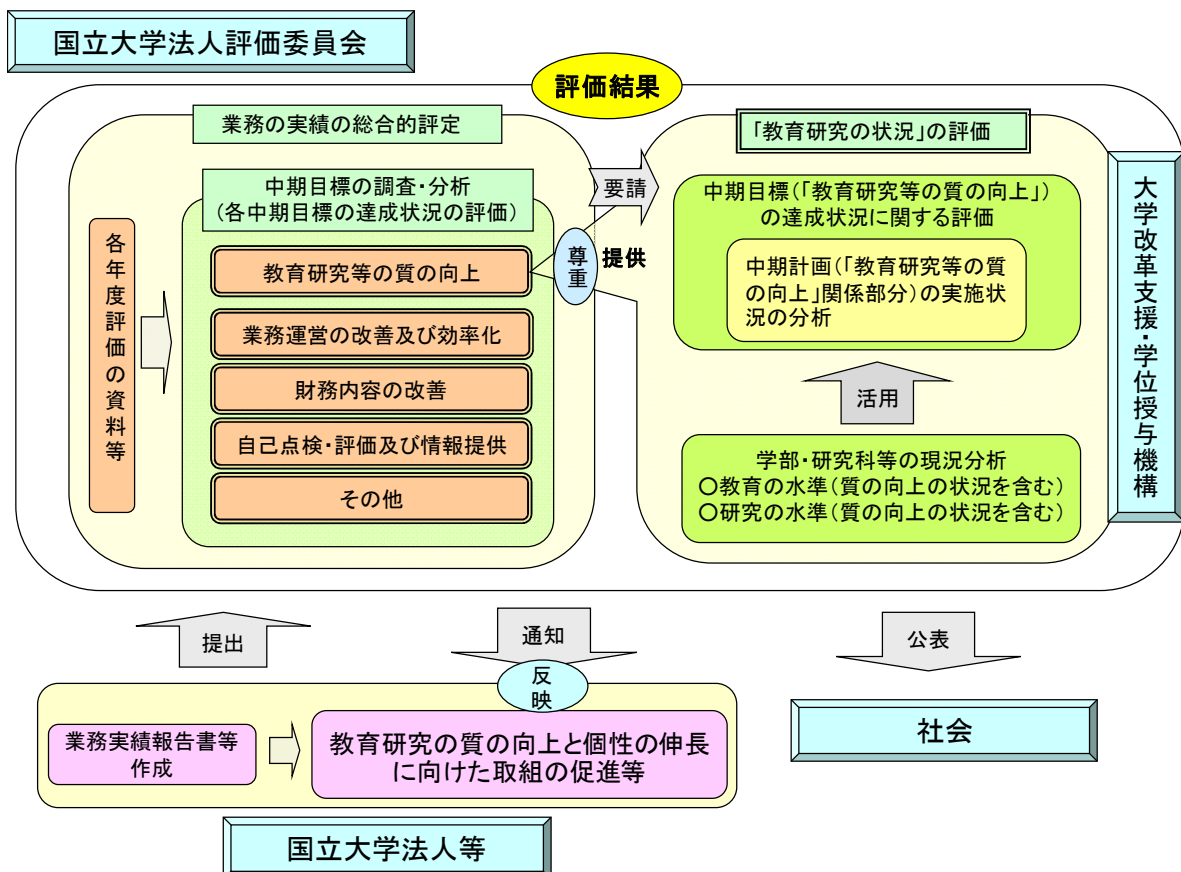 国立大学法人評価委員会
評価結果
業務の実績の総合的評定
中期目標の調査・分析
(各中期目標の達成状況の評価)
各年度評価の資料等
教育研究等の質の向上
業務運営の改善及び効率化
財務内容の改善
自己点検・評価及び情報提供
その他
要請
尊重
提供
「教育研究の状況」の評価
中期目標(「教育研究等の質の向上」)
の達成状況に関する評価
中期計画(「教育研究等の質
の向上」関係部分)の実施状
況の分析
活用
学部・研究科等の現況分析
○教育の水準(質の向上の状況を含む)
○研究の水準(質の向上の状況を含む)
大学改革支援・学位授与機構
提出
通知
公表
反映
業務実績報告書等
作成
教育研究の質の向上と個性の伸長
に向けた取組の促進等
社会
国立大学法人等